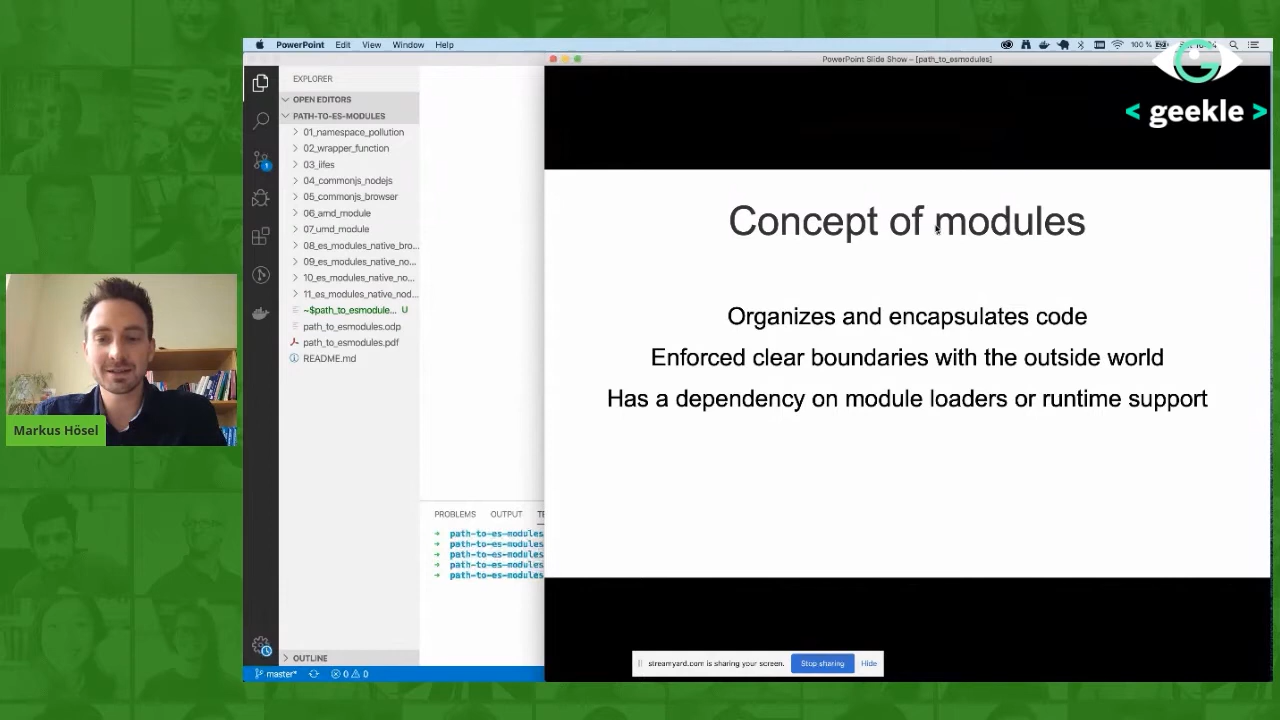 PowerPoint Edit View Window Help
100 %
PowerPoint Slide Show – [path_to_esmodules]
< geekle >
EXPLORER
OPEN EDITORS
PATH-TO-ES-MODULES
01_namespace_pollution
02_wrapper_function
03_iifes
04_commonjs_nodejs
05_commonjs_browser
06_amd_module
07_umd_module
08_es_modules_native_bro...
09_es_modules_native_no...
10_es_modules_native_no...
11_es_modules_native_nod...
~$path_to_esmodule... U
path_to_esmodules.odp
path_to_esmodules.pdf
README.md
Concept of modules
Organizes and encapsulates code
Enforced clear boundaries with the outside world
Has a dependency on module loaders or runtime support
Markus Hösel
PROBLEMS OUTPUT
path-to-es-modules
path-to-es-modules
path-to-es-modules
path-to-es-modules
path-to-es-modules
OUTLINE
master* 0 0
streamyard.com is sharing your screen. Stop sharing Hide